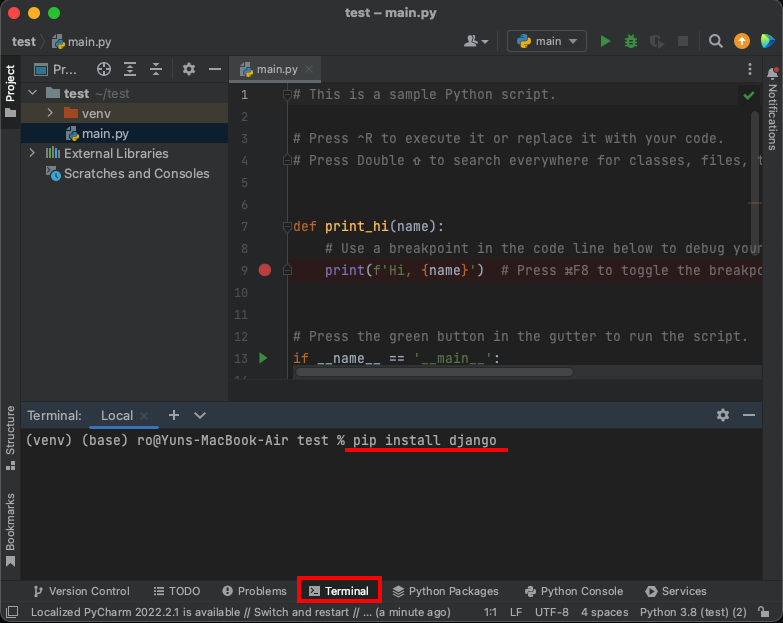 test – main.py
test
main.py
main
Project
Pr...
main.py
test ~/test
venv
main.py
External Libraries
Scratches and Consoles
Notifications
1 # This is a sample Python script.
2
3 # Press ⌃R to execute it or replace it with your code.
4 # Press Double ⇧ to search everywhere for classes, files, t
5
6
7 def print_hi(name):
8 # Use a breakpoint in the code line below to debug your
9 print(f'Hi, {name}') # Press ⌘F8 to toggle the breakpo
10
11
12 # Press the green button in the gutter to run the script.
13 if __name__ == '__main__':
Structure
Bookmarks
Terminal: Local
(venv) (base) ro@Yuns-MacBook-Air test % pip install django
Version Control TODO Problems Terminal Python Packages Python Console Services
Localized PyCharm 2022.2.1 is available // Switch and restart // ... (a minute ago) 1:1 LF UTF-8 4 spaces Python 3.8 (test) (2)